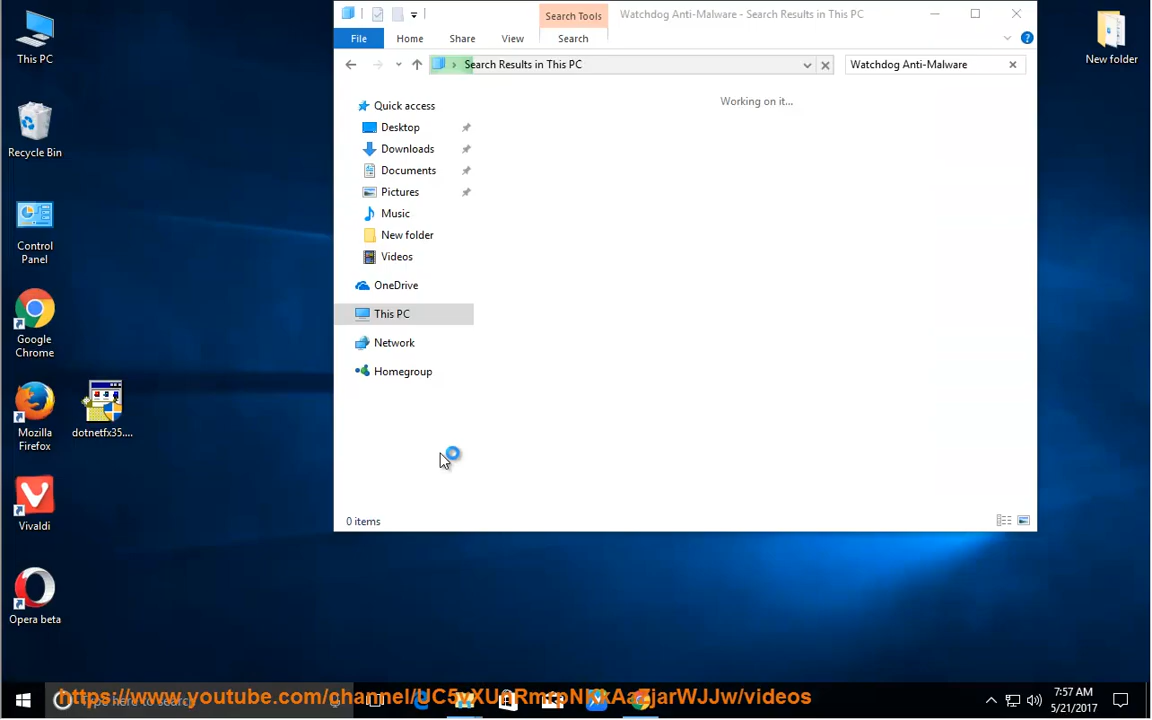 This PC
Recycle Bin
Control
Panel
Google
Chrome
Mozilla
Firefox
dotnetfx35....
Vivaldi
Opera beta
New folder
Search Tools
Watchdog Anti-Malware - Search Results in This PC
File
Home
Share
View
Search
Search Results in This PC
Watchdog Anti-Malware
Working on it...
Quick access
Desktop
Downloads
Documents
Pictures
Music
New folder
Videos
OneDrive
This PC
Network
Homegroup
0 items
7:57 AM
5/21/2017